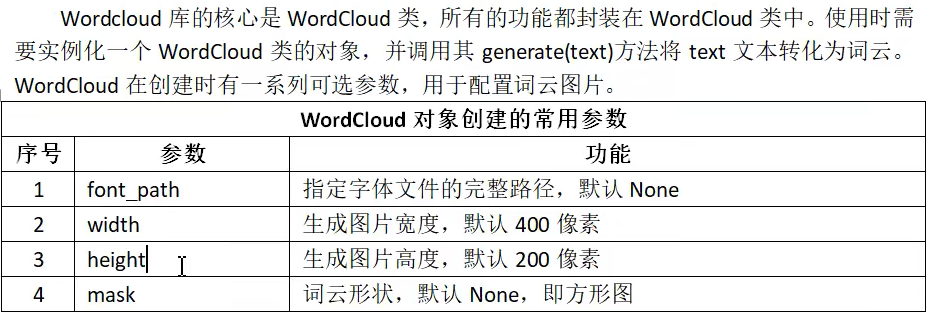 Wordcloud 库的核心是 WordCloud 类，所有的功能都封装在 WordCloud 类中。使用时需
要实例化一个 WordCloud 类的对象，并调用其 generate(text)方法将 text 文本转化为词云。
WordCloud 在创建时有一系列可选参数，用于配置词云图片。
WordCloud 对象创建的常用参数
序号 参数 功能
1 font_path 指定字体文件的完整路径，默认 None
2 width 生成图片宽度，默认 400 像素
3 height 生成图片高度，默认 200 像素
4 mask 词云形状，默认 None，即方形图